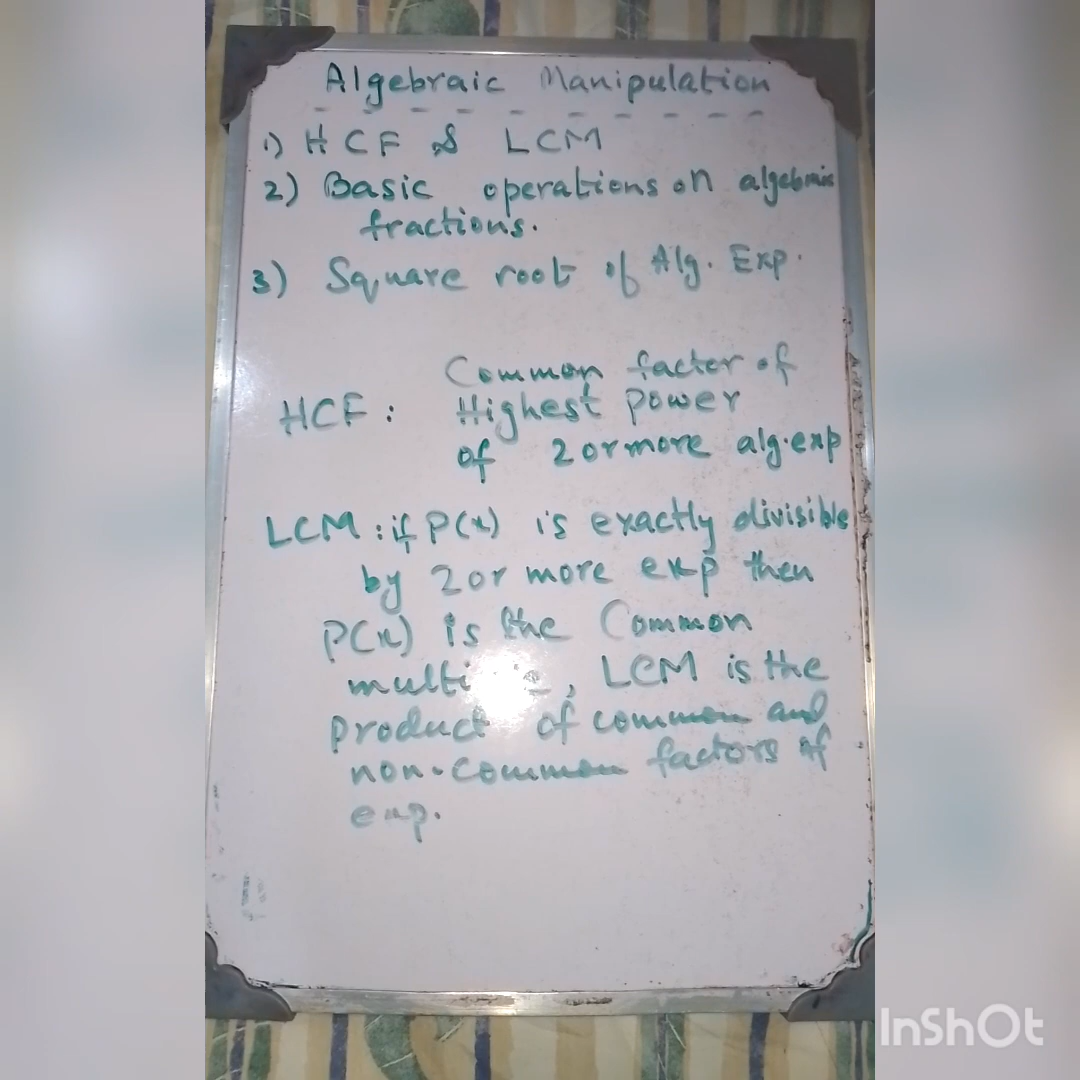 Algebraic Manipulation
1) HCF & LCM
2) Basic operations on algebraic
fractions.
3) Square root of Alg. Exp.
Common factor of
HCF: Highest power
of 2 or more alg. exp
LCM: if P(x) is exactly divisible
by 2 or more exp then
P(x) is the Common
LCM is the
product of common and
non-common factors of
exp.
InShOt